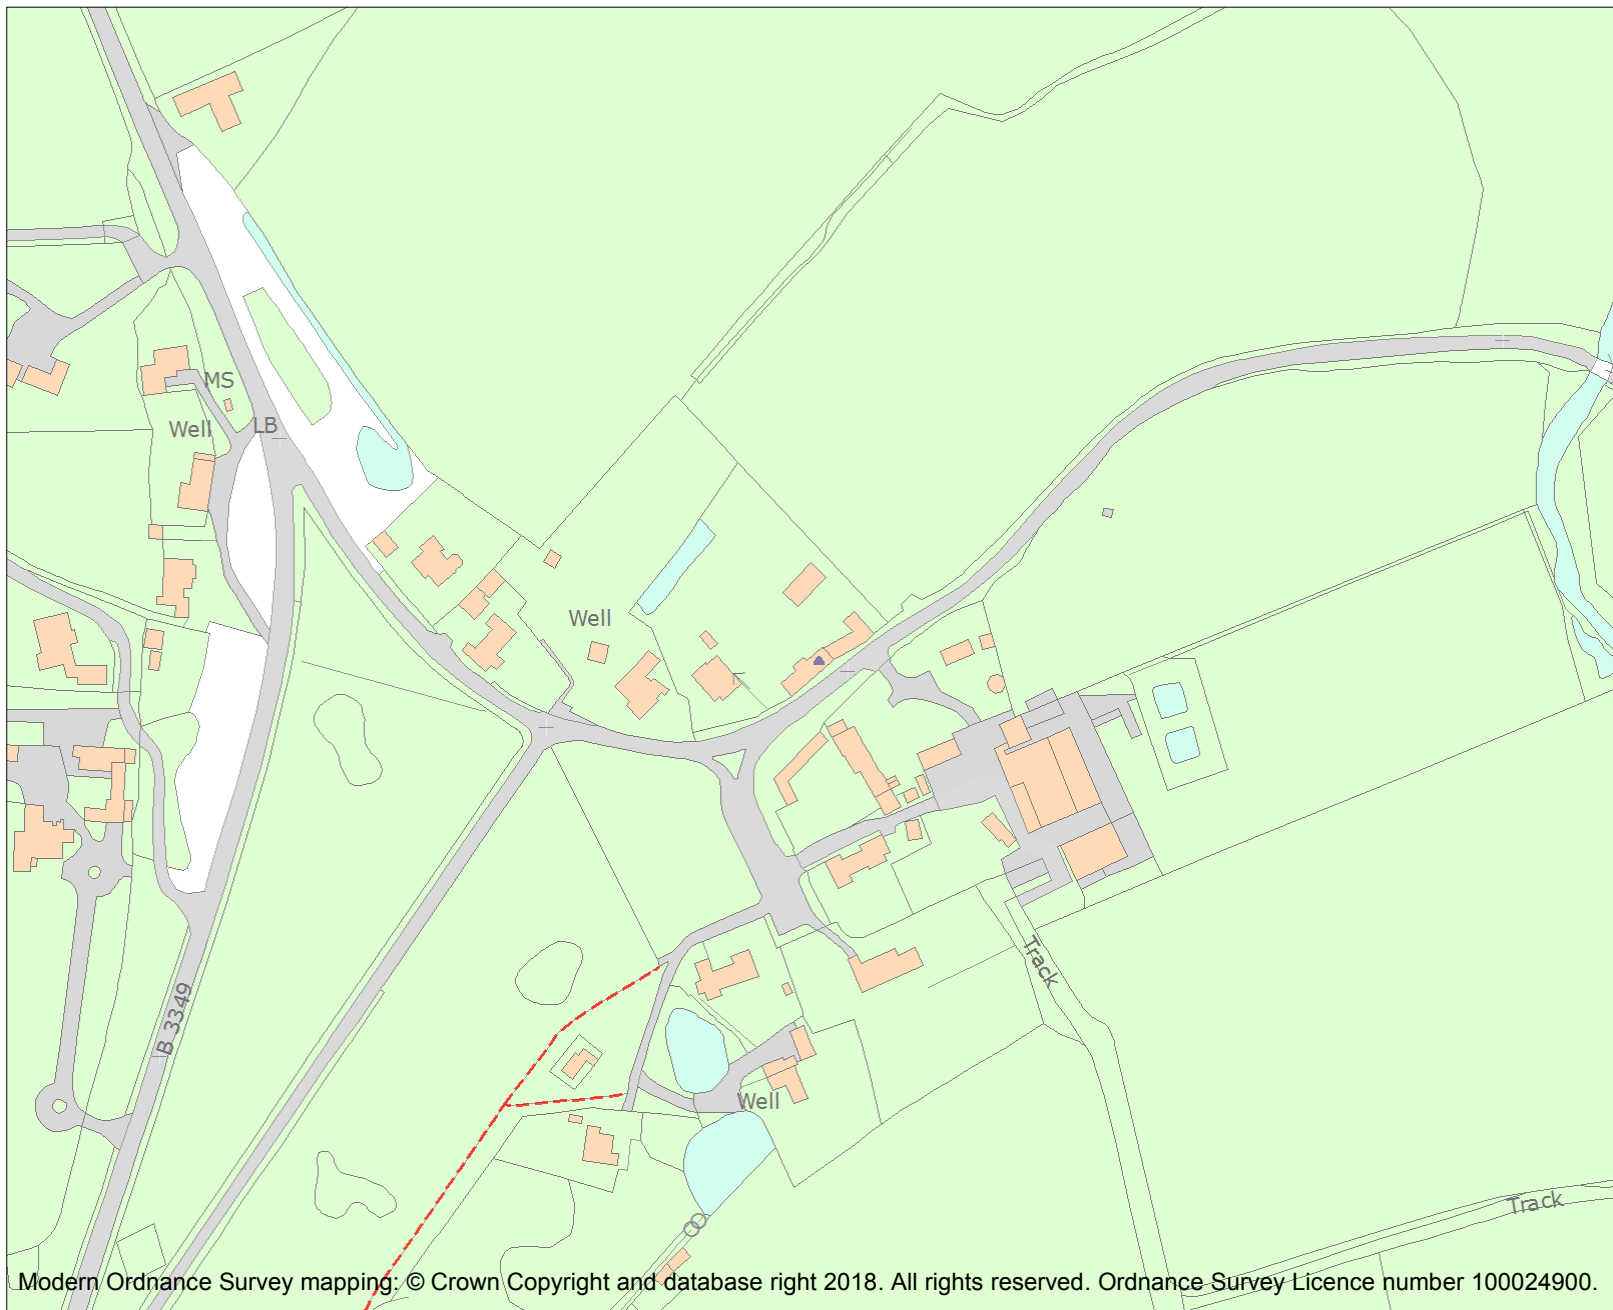 MS
LB
Well
Well
Track
B 3349
Well
Track
Modern Ordnance Survey mapping: © Crown Copyright and database right 2018. All rights reserved. Ordnance Survey Licence number 100024900.